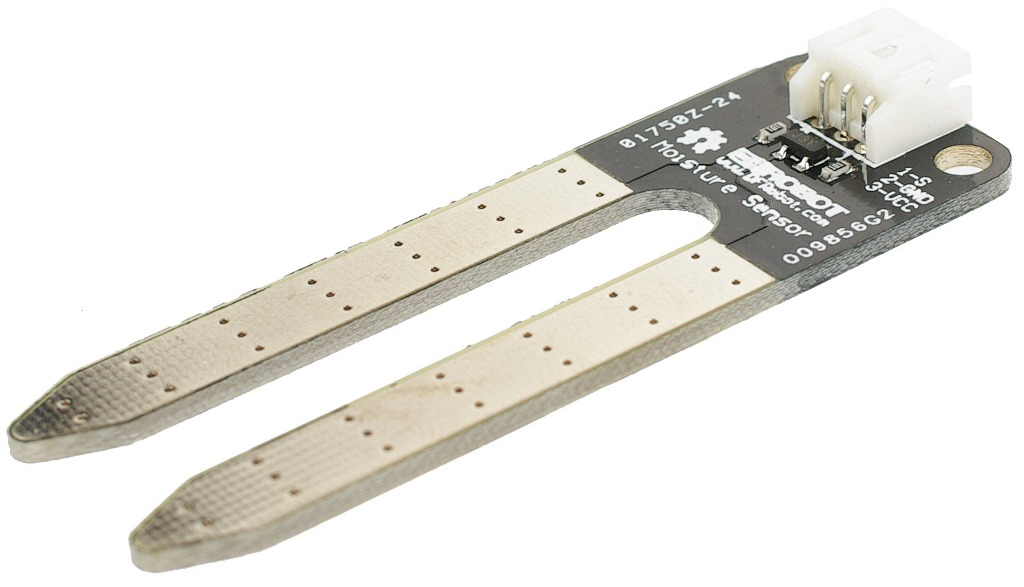 01750Z-24
Moisture Sensor
DFROBOT
www.DFRobot.com
009856G2
1-S
2-GND
3-VCC